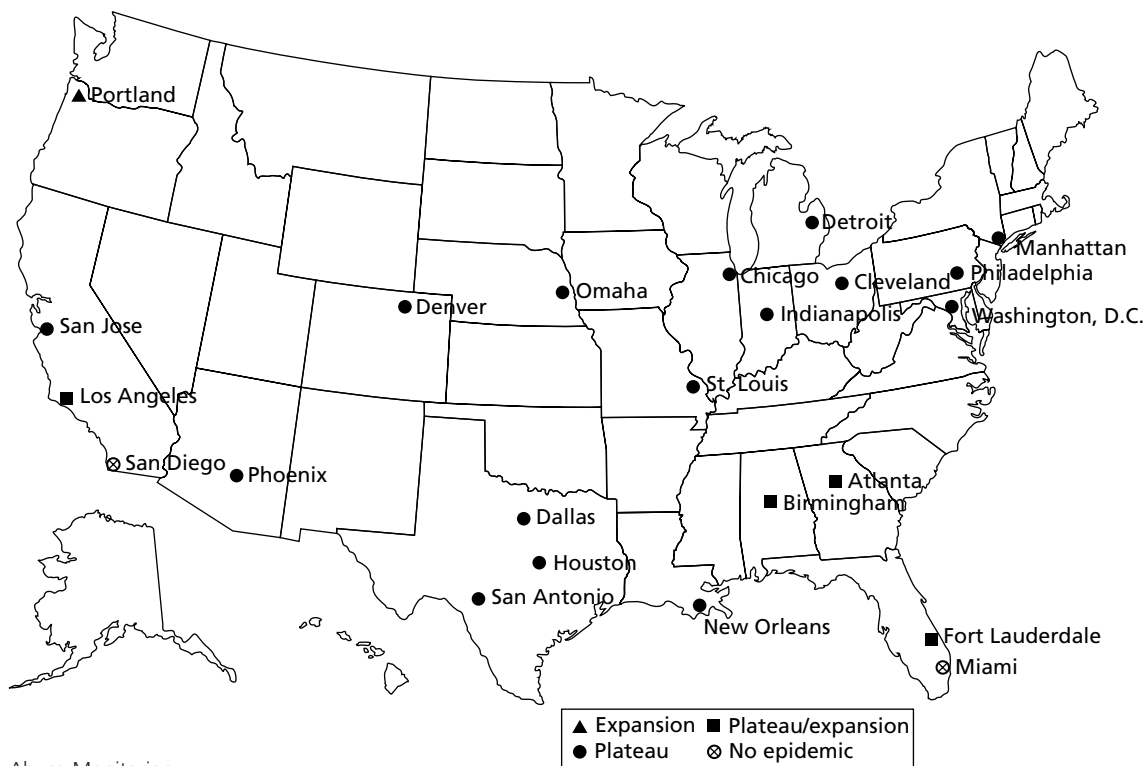 Portland
Detroit
Manhattan
Chicago
Cleveland
Philadelphia
Denver
Omaha
Indianapolis
Washington, D.C.
San Jose
St. Louis
Los Angeles
San Diego
Phoenix
Atlanta
Birmingham
Dallas
Houston
San Antonio
New Orleans
Fort Lauderdale
Miami
Expansion Plateau/expansion
Plateau No epidemic